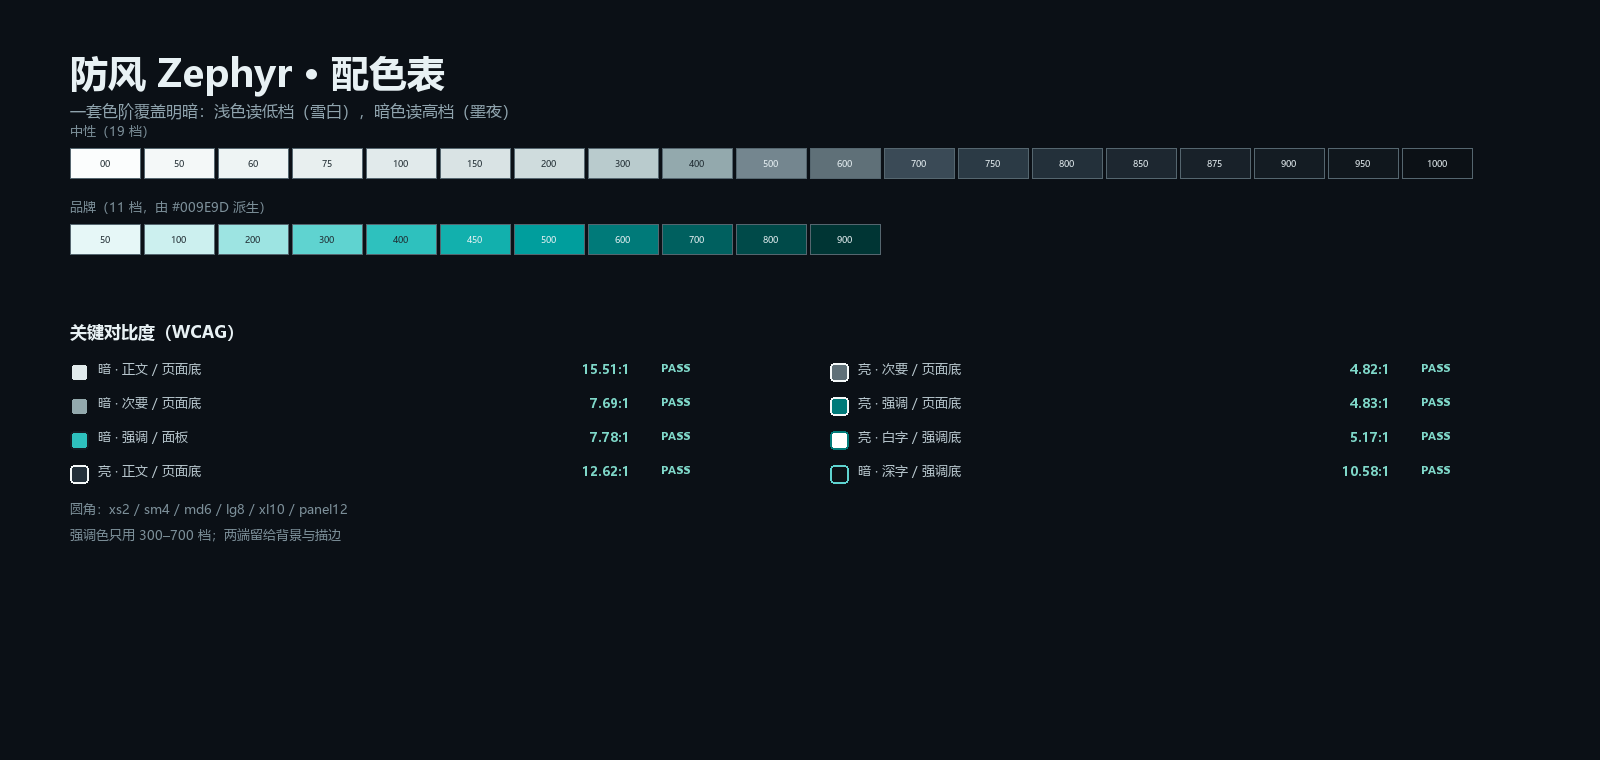 防风 Zephyr · 配色表
一套色阶覆盖明暗：浅色读低档（雪白），暗色读高档（墨夜）
中性（19 档）
00 50 60 75 100 150 200 300 400 500 600 700 750 800 850 875 900 950 1000
品牌（11 档，由 #009E9D 派生）
50 100 200 300 400 450 500 600 700 800 900
关键对比度（WCAG）
暗 · 正文 / 页面底 15.51:1 PASS
暗 · 次要 / 页面底 7.69:1 PASS
暗 · 强调 / 面板 7.78:1 PASS
亮 · 正文 / 页面底 12.62:1 PASS
亮 · 次要 / 页面底 4.82:1 PASS
亮 · 强调 / 页面底 4.83:1 PASS
亮 · 白字 / 强调底 5.17:1 PASS
暗 · 深字 / 强调底 10.58:1 PASS
圆角：xs2 / sm4 / md6 / lg8 / xl10 / panel12
强调色只用 300–700 档；两端留给背景与描边